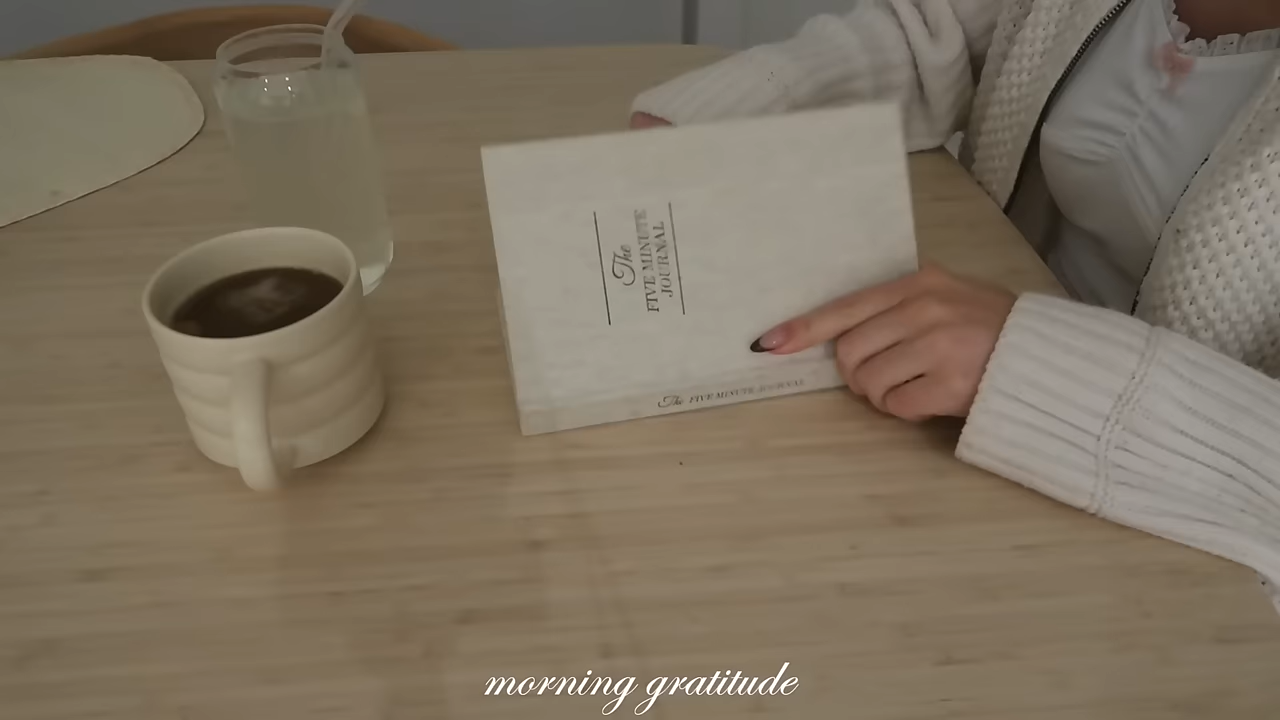 The
FIVE MINUTE
JOURNAL
The FIVE MINUTE JOURNAL
morning gratitude